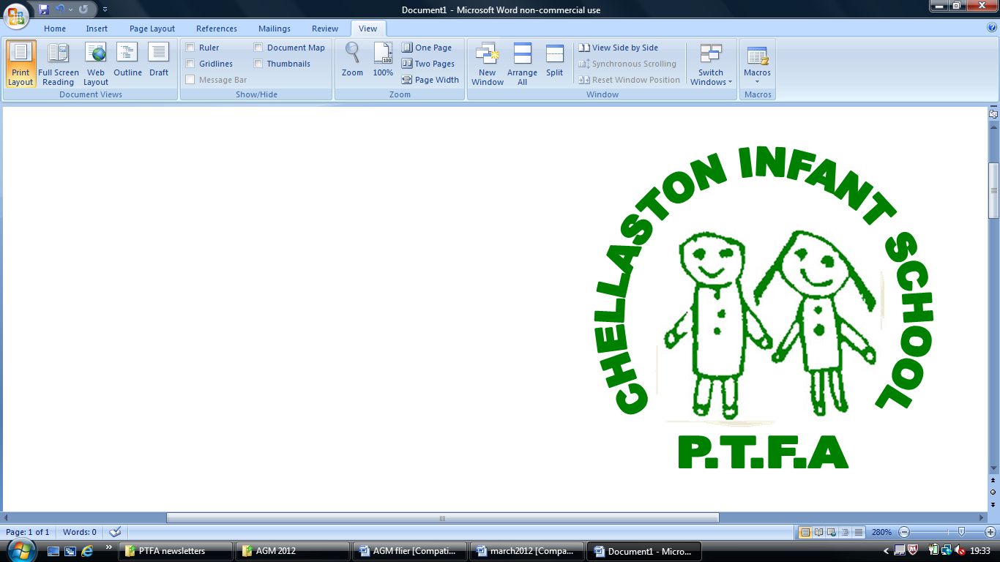 Document1 - Microsoft Word non-commercial use
Home Insert Page Layout References Mailings Review View
Print Layout
Full Screen Reading
Web Layout
Outline
Draft
Document Views
Ruler
Gridlines
Message Bar
Document Map
Thumbnails
Show/Hide
Zoom
100%
One Page
Two Pages
Page Width
Zoom
New Window
Arrange All
Split
View Side by Side
Synchronous Scrolling
Reset Window Position
Switch Windows
Window
Macros
Macros
CHELLASTON INFANT SCHOOL
P.T.F.A
Page: 1 of 1 Words: 0 280%
PTFA newsletters AGM 2012 AGM flier [Compati... march2012 [Compa... Document1 - Micro... 19:33